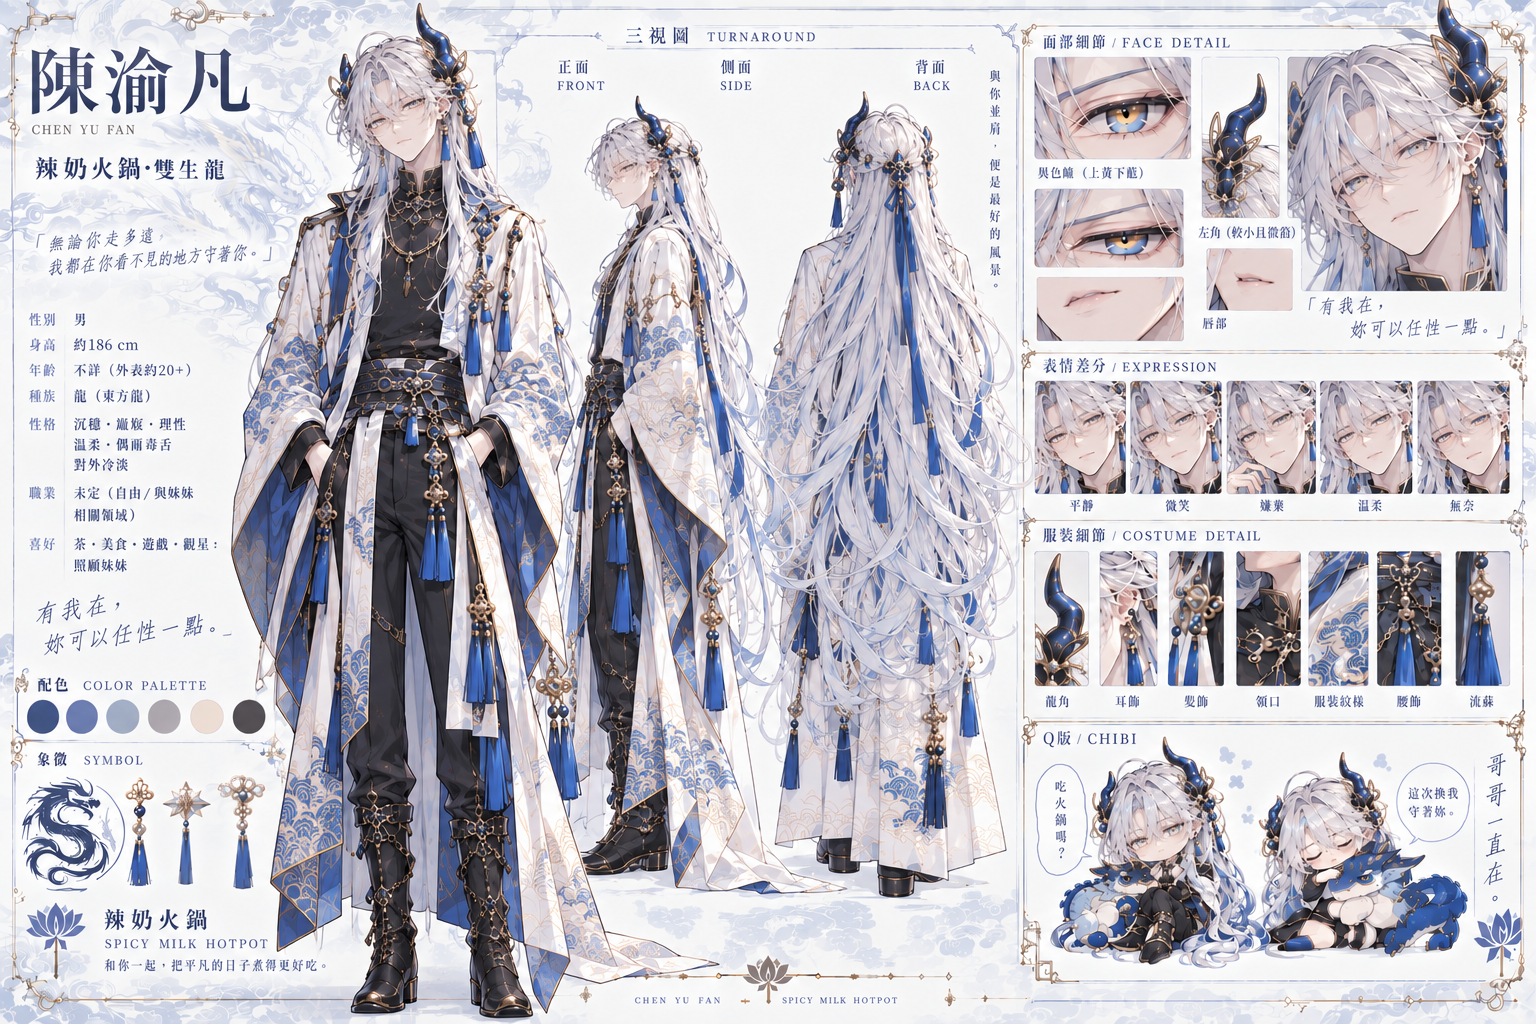 陳渝凡
CHEN YU FAN
辣奶火鍋·雙生龍
「無論你走多遠，
我都在你看不見的地方守著你。」
性別 男
身高 約186 cm
年齡 不詳（外表約20+）
種族 龍（東方龍）
性格 沉穩・・理性
温柔・偶毒舌
對外冷淡
職業 未定（自由/與妹妹
相關領域）
喜好 茶・美食・遊戲・觀星：
照顧妹妹
有我在，
妳可以任性一點。
配色 COLOR PALETTE
象徵 SYMBOL
辣奶火鍋
SPICY MILK HOTPOT
和你一起，把平凡的日子煮得更好吃。
三視圖 TURNAROUND
正面
FRONT
側面
SIDE
背面
BACK
與你並肩，便是最好的風景。
CHEN YU FAN
SPICY MILK HOTPOT
面部細節 / FACE DETAIL
色（上黄下）
左角（較小且微）
唇部
「有我在，
妳可以任性一點。」
表情差分 / EXPRESSION
平靜
微笑
嫌棄
温柔
無奈
服裝細節 / COSTUME DETAIL
龍角
耳飾
飾
領口
服裝紋樣
腰飾
流蘇
Q版 / CHIBI
吃火鍋嗎？
這次換我
守著妳。
哥哥一直在。